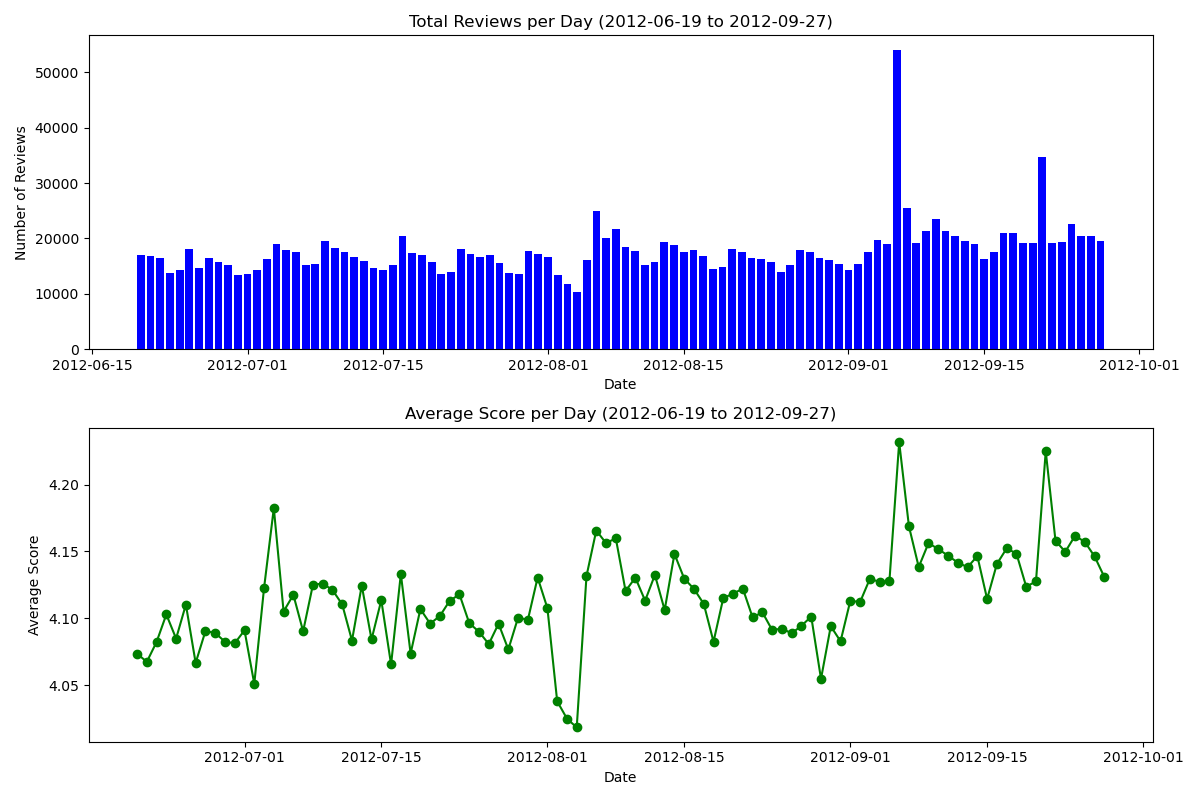 Total Reviews per Day (2012-06-19 to 2012-09-27)
Number of Reviews
50000
40000
30000
20000
10000
0
2012-06-15 2012-07-01 2012-07-15 2012-08-01 2012-08-15 2012-09-01 2012-09-15 2012-10-01
Date
Average Score per Day (2012-06-19 to 2012-09-27)
Average Score
4.20
4.15
4.10
4.05
2012-07-01 2012-07-15 2012-08-01 2012-08-15 2012-09-01 2012-09-15 2012-10-01
Date